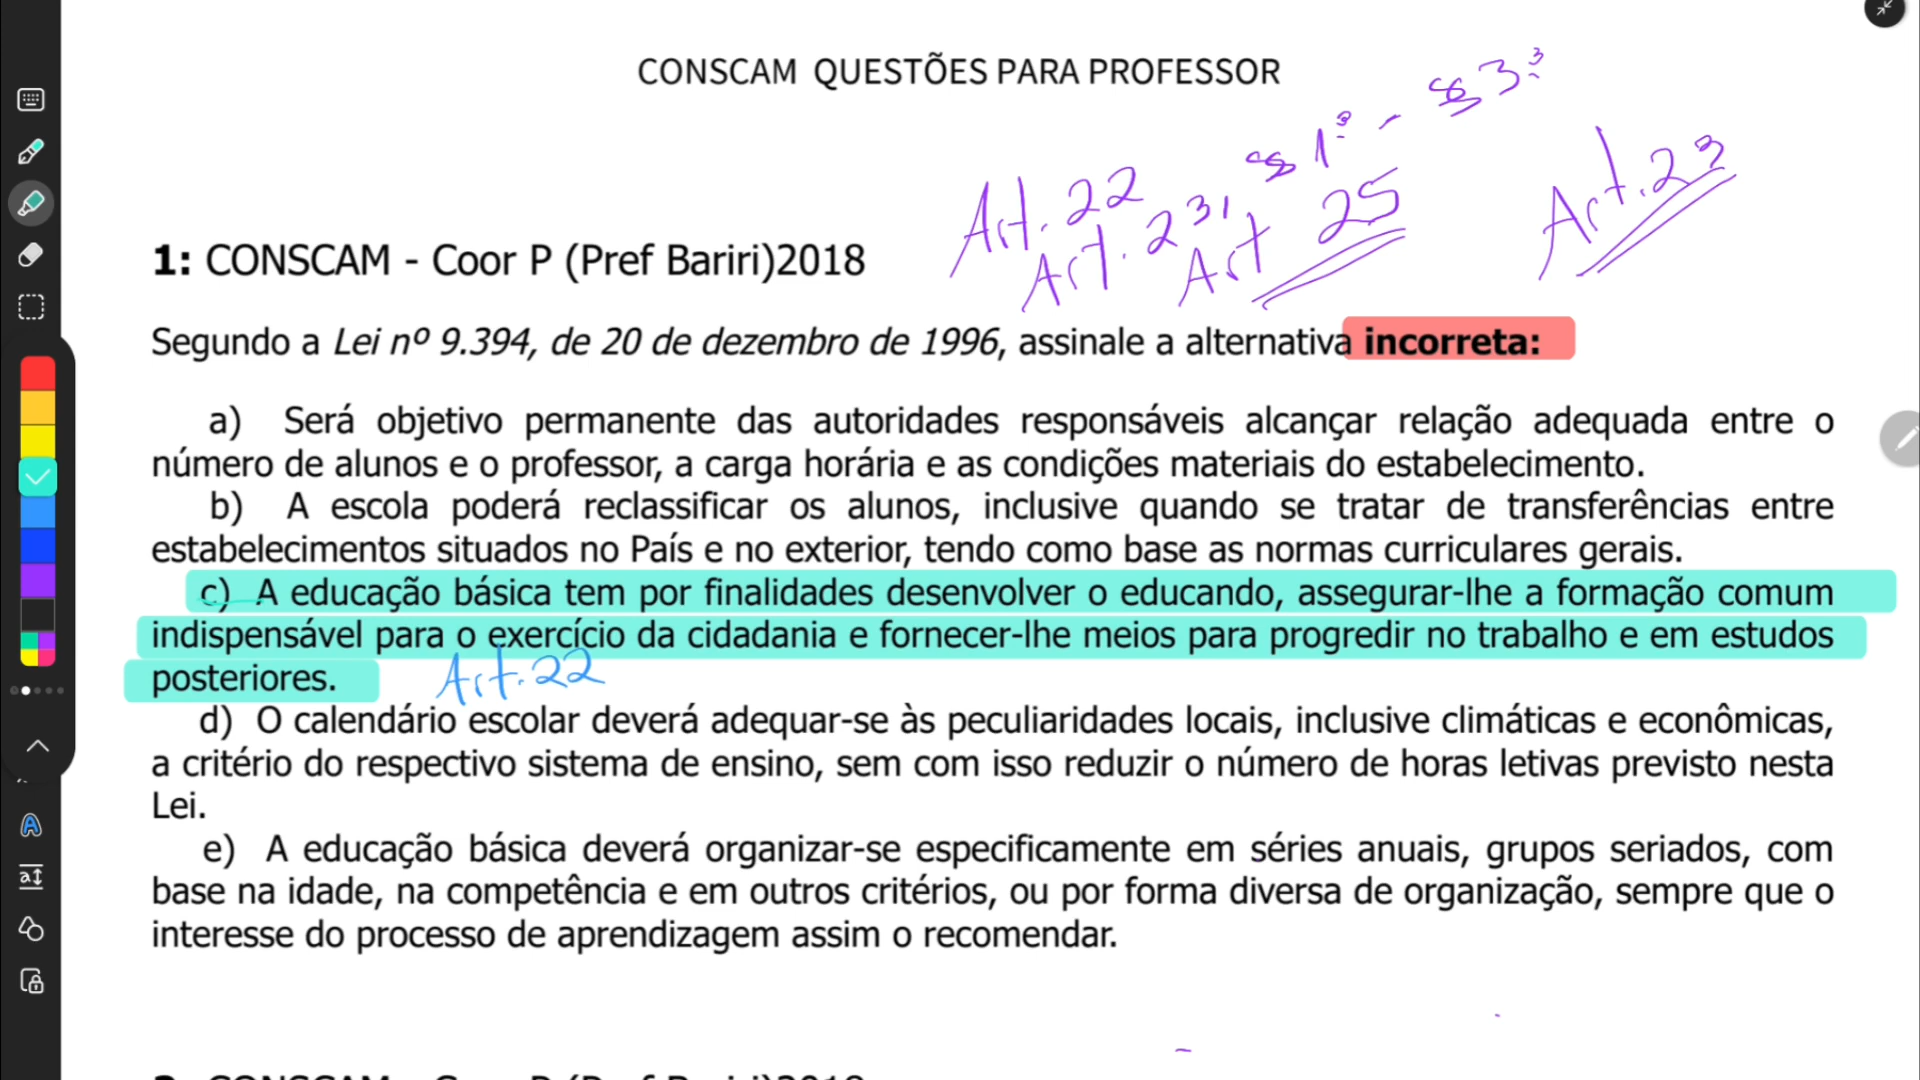 CONSCAM QUESTÕES PARA PROFESSOR
§§ 1º - §§ 3º
Art. 22
Art. 23,
Art 25
Art. 23
1: CONSCAM - Coor P (Pref Bariri)2018
Segundo a Lei nº 9.394, de 20 de dezembro de 1996, assinale a alternativa incorreta:
a) Será objetivo permanente das autoridades responsáveis alcançar relação adequada entre o
número de alunos e o professor, a carga horária e as condições materiais do estabelecimento.
b) A escola poderá reclassificar os alunos, inclusive quando se tratar de transferências entre
estabelecimentos situados no País e no exterior, tendo como base as normas curriculares gerais.
c) A educação básica tem por finalidades desenvolver o educando, assegurar-lhe a formação comum
indispensável para o exercício da cidadania e fornecer-lhe meios para progredir no trabalho e em estudos
posteriores.
Art. 22
d) O calendário escolar deverá adequar-se às peculiaridades locais, inclusive climáticas e econômicas,
a critério do respectivo sistema de ensino, sem com isso reduzir o número de horas letivas previsto nesta
Lei.
e) A educação básica deverá organizar-se especificamente em séries anuais, grupos seriados, com
base na idade, na competência e em outros critérios, ou por forma diversa de organização, sempre que o
interesse do processo de aprendizagem assim o recomendar.
2: CONSCAM - Coor P (Pref Bariri)2018